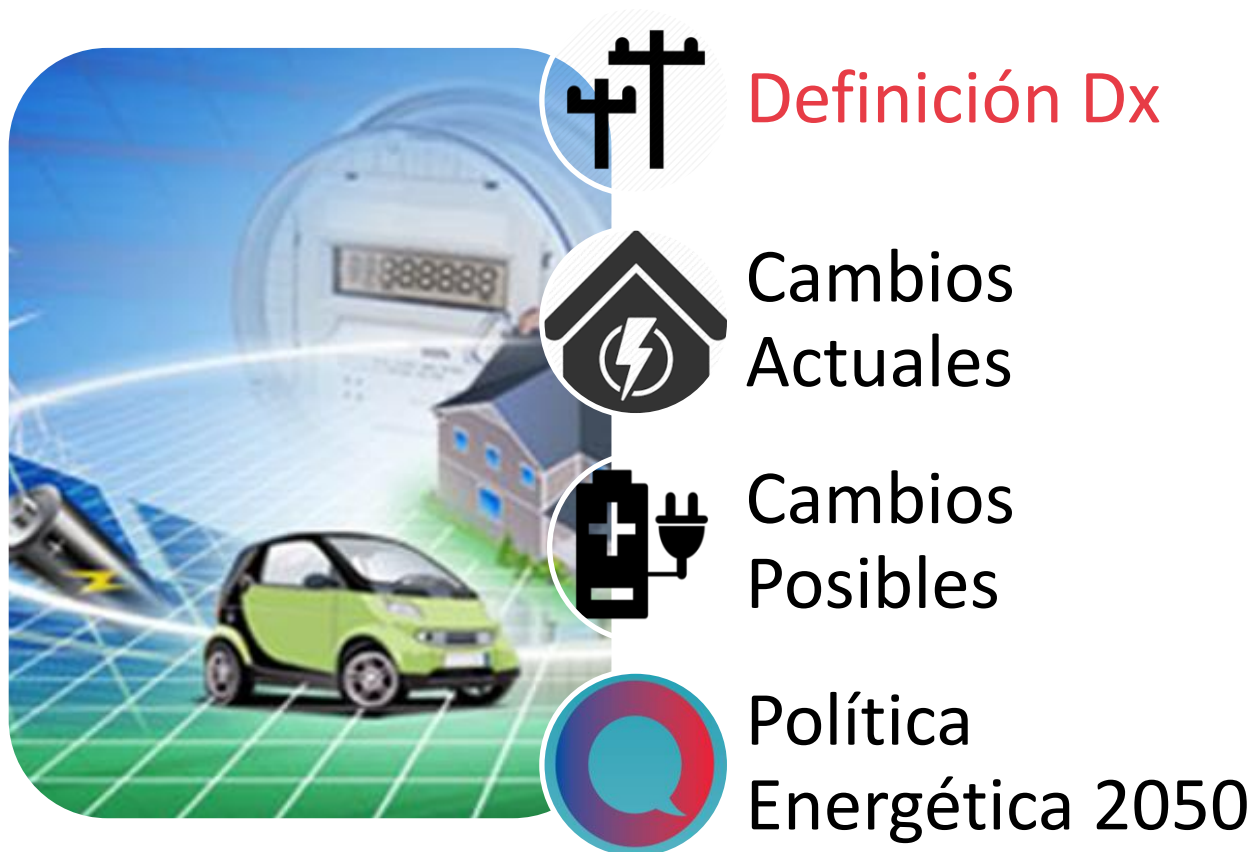 Definición Dx
Cambios
Actuales
Cambios
Posibles
Política
Energética 2050